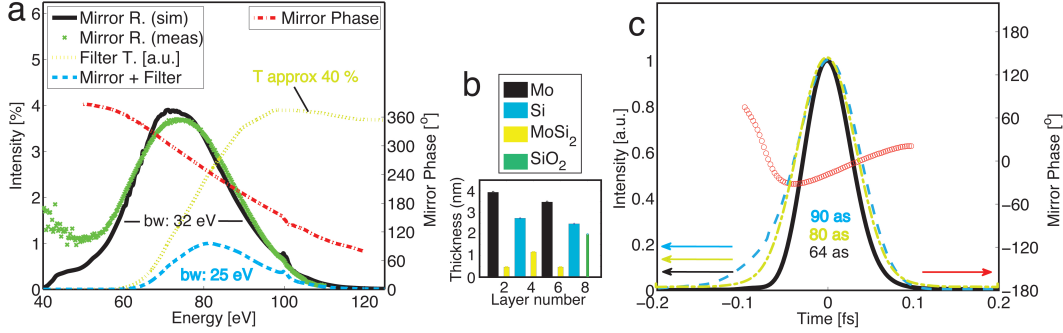 a
Mirror R. (sim)
Mirror R. (meas)
Filter T. [a.u.]
Mirror + Filter
Mirror Phase
T approx 40 %
bw: 32 eV
bw: 25 eV
Intensity [%]
0
1
2
3
4
5
6
40
60
80
100
120
Energy [eV]
0
60
120
180
240
300
360
Mirror Phase [°]
b
Mo
Si
MoSi2
SiO2
Thickness (nm)
0
1
2
3
4
2
4
6
8
Layer number
c
Intensity [a.u.]
0
0.2
0.4
0.6
0.8
1
−0.2
−0.1
0
0.1
0.2
Time [fs]
90 as
80 as
64 as
180
140
120
60
0
−60
−120
−180
Mirror Phase [°]